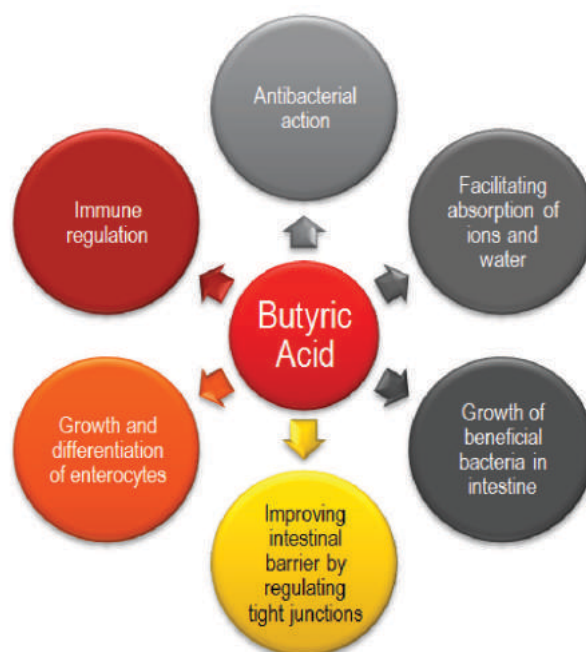 Antibacterial
action
Facilitating
absorption of
ions and
water
Growth of
beneficial
bacteria in
intestine
Improving
intestinal
barrier by
regulating
tight junctions
Growth and
differentiation
of enterocytes
Immune
regulation
Butyric
Acid